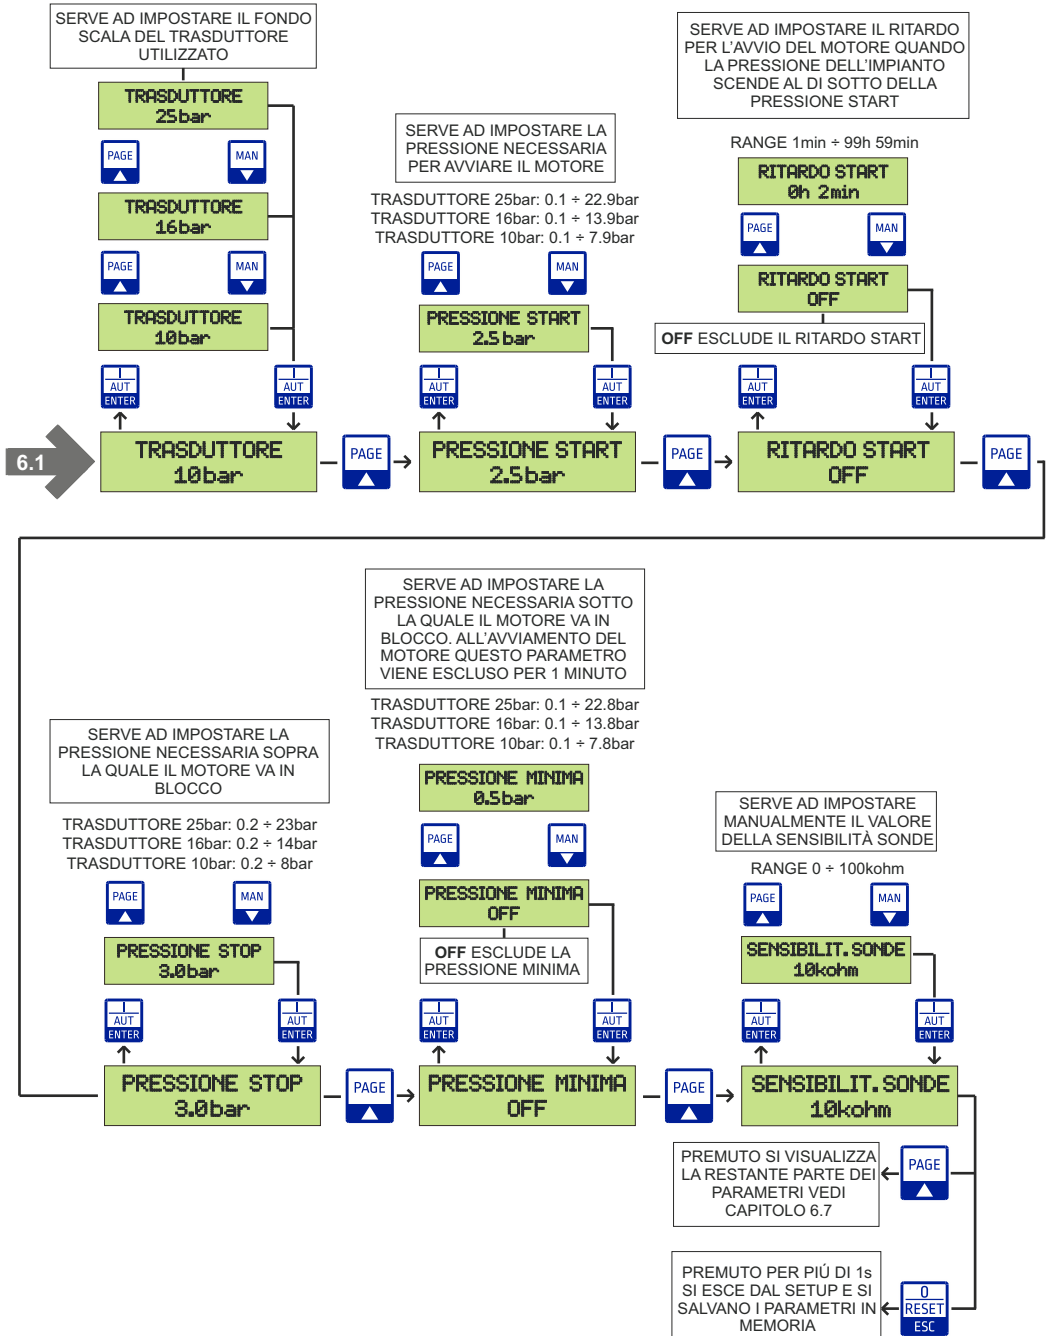 SERVE AD IMPOSTARE IL FONDO
SCALA DEL TRASDUTTORE
UTILIZZATO
TRASDUTTORE
25bar
PAGE
MAN
TRASDUTTORE
16bar
PAGE
MAN
TRASDUTTORE
10bar
I
AUT
ENTER
I
AUT
ENTER
SERVE AD IMPOSTARE LA
PRESSIONE NECESSARIA
PER AVVIARE IL MOTORE
TRASDUTTORE 25bar: 0.1 ÷ 22.9bar
TRASDUTTORE 16bar: 0.1 ÷ 13.9bar
TRASDUTTORE 10bar: 0.1 ÷ 7.9bar
PAGE
MAN
PRESSIONE START
2.5bar
I
AUT
ENTER
I
AUT
ENTER
SERVE AD IMPOSTARE IL RITARDO
PER L'AVVIO DEL MOTORE QUANDO
LA PRESSIONE DELL'IMPIANTO
SCENDE AL DI SOTTO DELLA
PRESSIONE START
RANGE 1min ÷ 99h 59min
RITARDO START
0h 2min
PAGE
MAN
RITARDO START
OFF
OFF ESCLUDE IL RITARDO START
I
AUT
ENTER
I
AUT
ENTER
6.1
TRASDUTTORE
10bar
PAGE
PRESSIONE START
2.5bar
PAGE
RITARDO START
OFF
PAGE
SERVE AD IMPOSTARE LA
PRESSIONE NECESSARIA SOPRA
LA QUALE IL MOTORE VA IN
BLOCCO
TRASDUTTORE 25bar: 0.2 ÷ 23bar
TRASDUTTORE 16bar: 0.2 ÷ 14bar
TRASDUTTORE 10bar: 0.2 ÷ 8bar
PAGE
MAN
PRESSIONE STOP
3.0bar
I
AUT
ENTER
I
AUT
ENTER
SERVE AD IMPOSTARE LA
PRESSIONE NECESSARIA SOTTO
LA QUALE IL MOTORE VA IN
BLOCCO. ALL'AVVIAMENTO DEL
MOTORE QUESTO PARAMETRO
VIENE ESCLUSO PER 1 MINUTO
TRASDUTTORE 25bar: 0.1 ÷ 22.8bar
TRASDUTTORE 16bar: 0.1 ÷ 13.8bar
TRASDUTTORE 10bar: 0.1 ÷ 7.8bar
PRESSIONE MINIMA
0.5bar
PAGE
MAN
PRESSIONE MINIMA
OFF
OFF ESCLUDE LA
PRESSIONE MINIMA
I
AUT
ENTER
I
AUT
ENTER
SERVE AD IMPOSTARE
MANUALMENTE IL VALORE
DELLA SENSIBILITÀ SONDE
RANGE 0 ÷ 100kohm
PAGE
MAN
SENSIBILIT.SONDE
10kohm
I
AUT
ENTER
I
AUT
ENTER
PRESSIONE STOP
3.0bar
PAGE
PRESSIONE MINIMA
OFF
PAGE
SENSIBILIT.SONDE
10kohm
PREMUTO SI VISUALIZZA
LA RESTANTE PARTE DEI
PARAMETRI VEDI
CAPITOLO 6.7
PAGE
PREMUTO PER PIÚ DI 1s
SI ESCE DAL SETUP E SI
SALVANO I PARAMETRI IN
MEMORIA
0
RESET
ESC